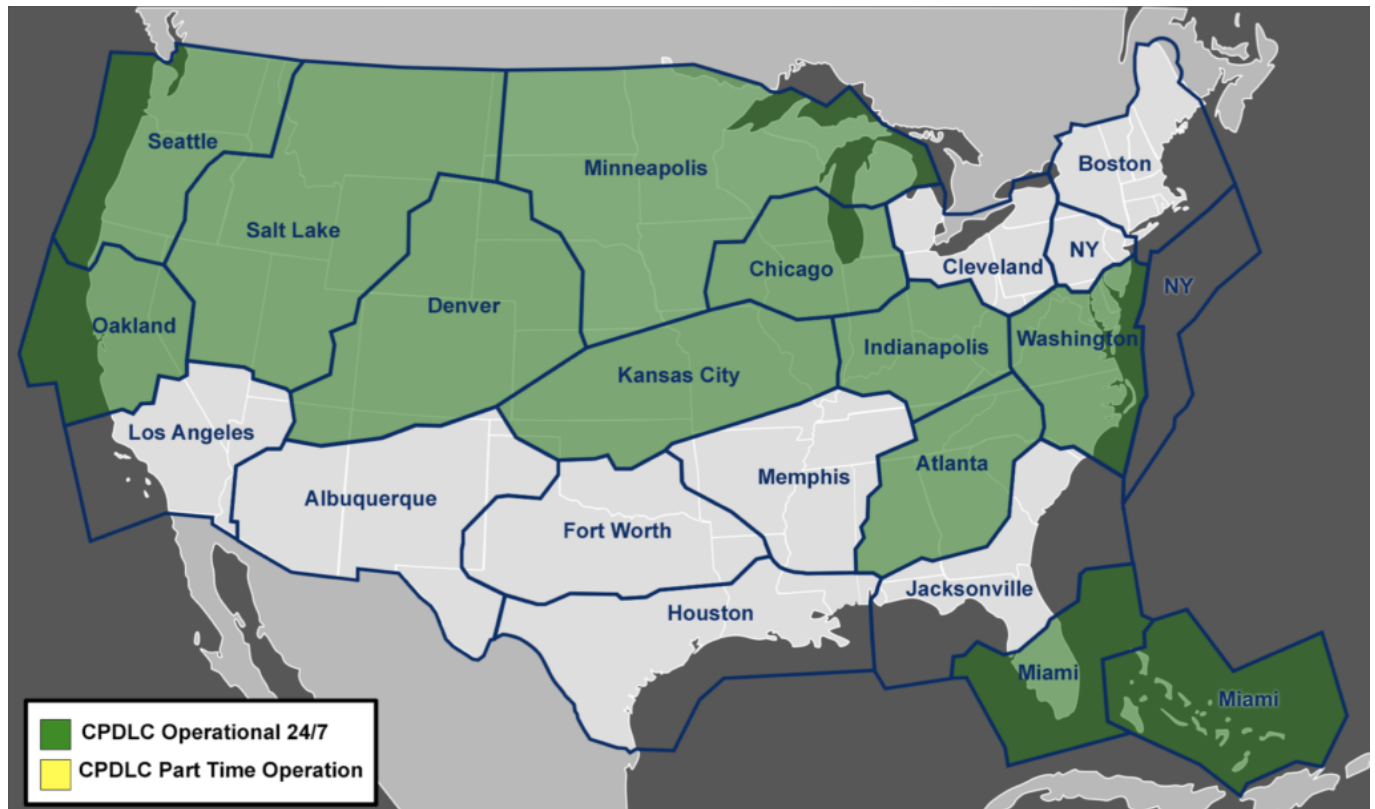 Seattle
Minneapolis
Boston
Salt Lake
NY
Chicago
Cleveland
NY
Denver
Oakland
Washington
Indianapolis
Kansas City
Los Angeles
Atlanta
Memphis
Albuquerque
Fort Worth
Jacksonville
Houston
Miami
Miami
CPDLC Operational 24/7
CPDLC Part Time Operation